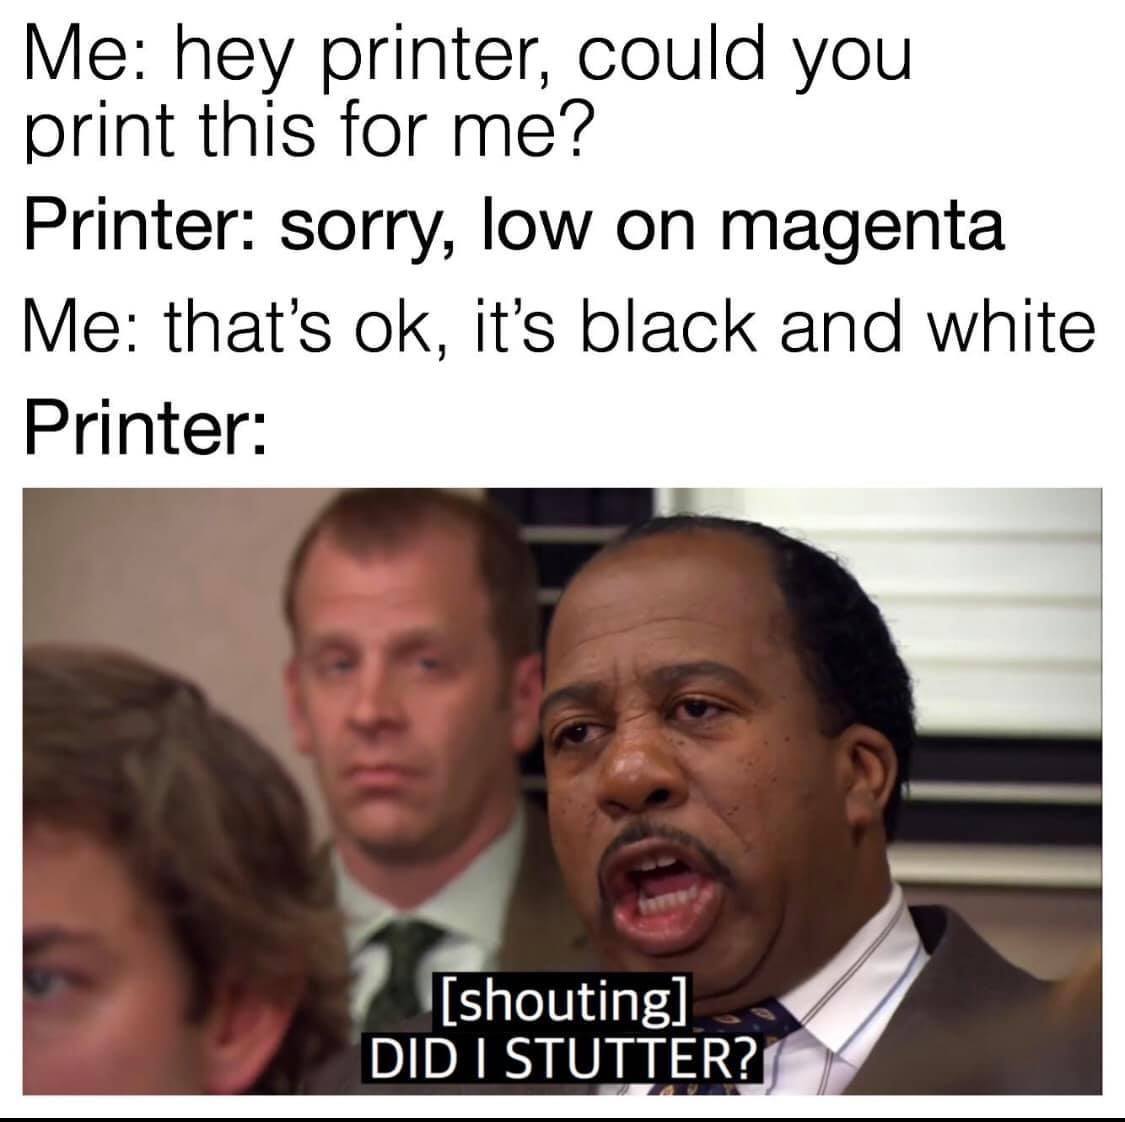 Me: hey printer, could you
print this for me?
Printer: sorry, low on magenta
Me: that’s ok, it’s black and white
Printer:
[shouting]
DID I STUTTER?